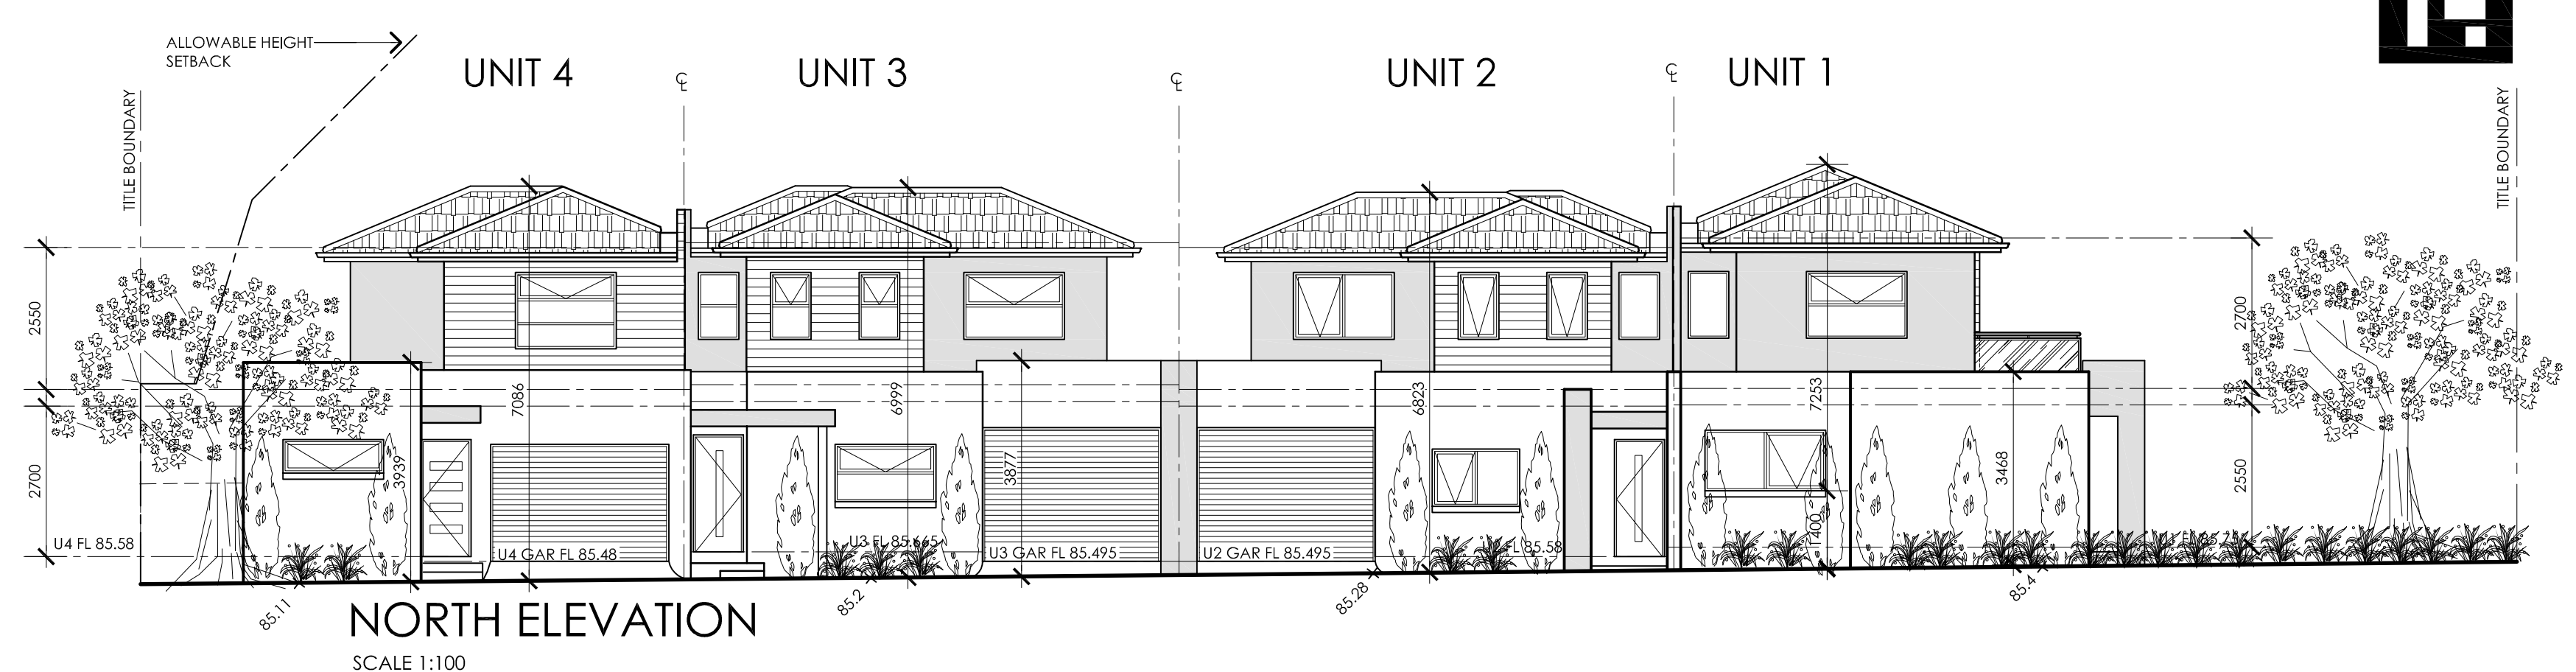 ALLOWABLE HEIGHT
SETBACK
UNIT 4
UNIT 3
UNIT 2
UNIT 1
TITLE BOUNDARY
TITLE BOUNDARY
2550
2700
2700
2550
7086
6999
6823
7253
3939
3877
3468
1400
U4 FL 85.58
U4 GAR FL 85.48
U3 FL 85.665
U3 GAR FL 85.495
U2 GAR FL 85.495
FL 85.58
85.11
85.2
85.28
85.4
NORTH ELEVATION
SCALE 1:100